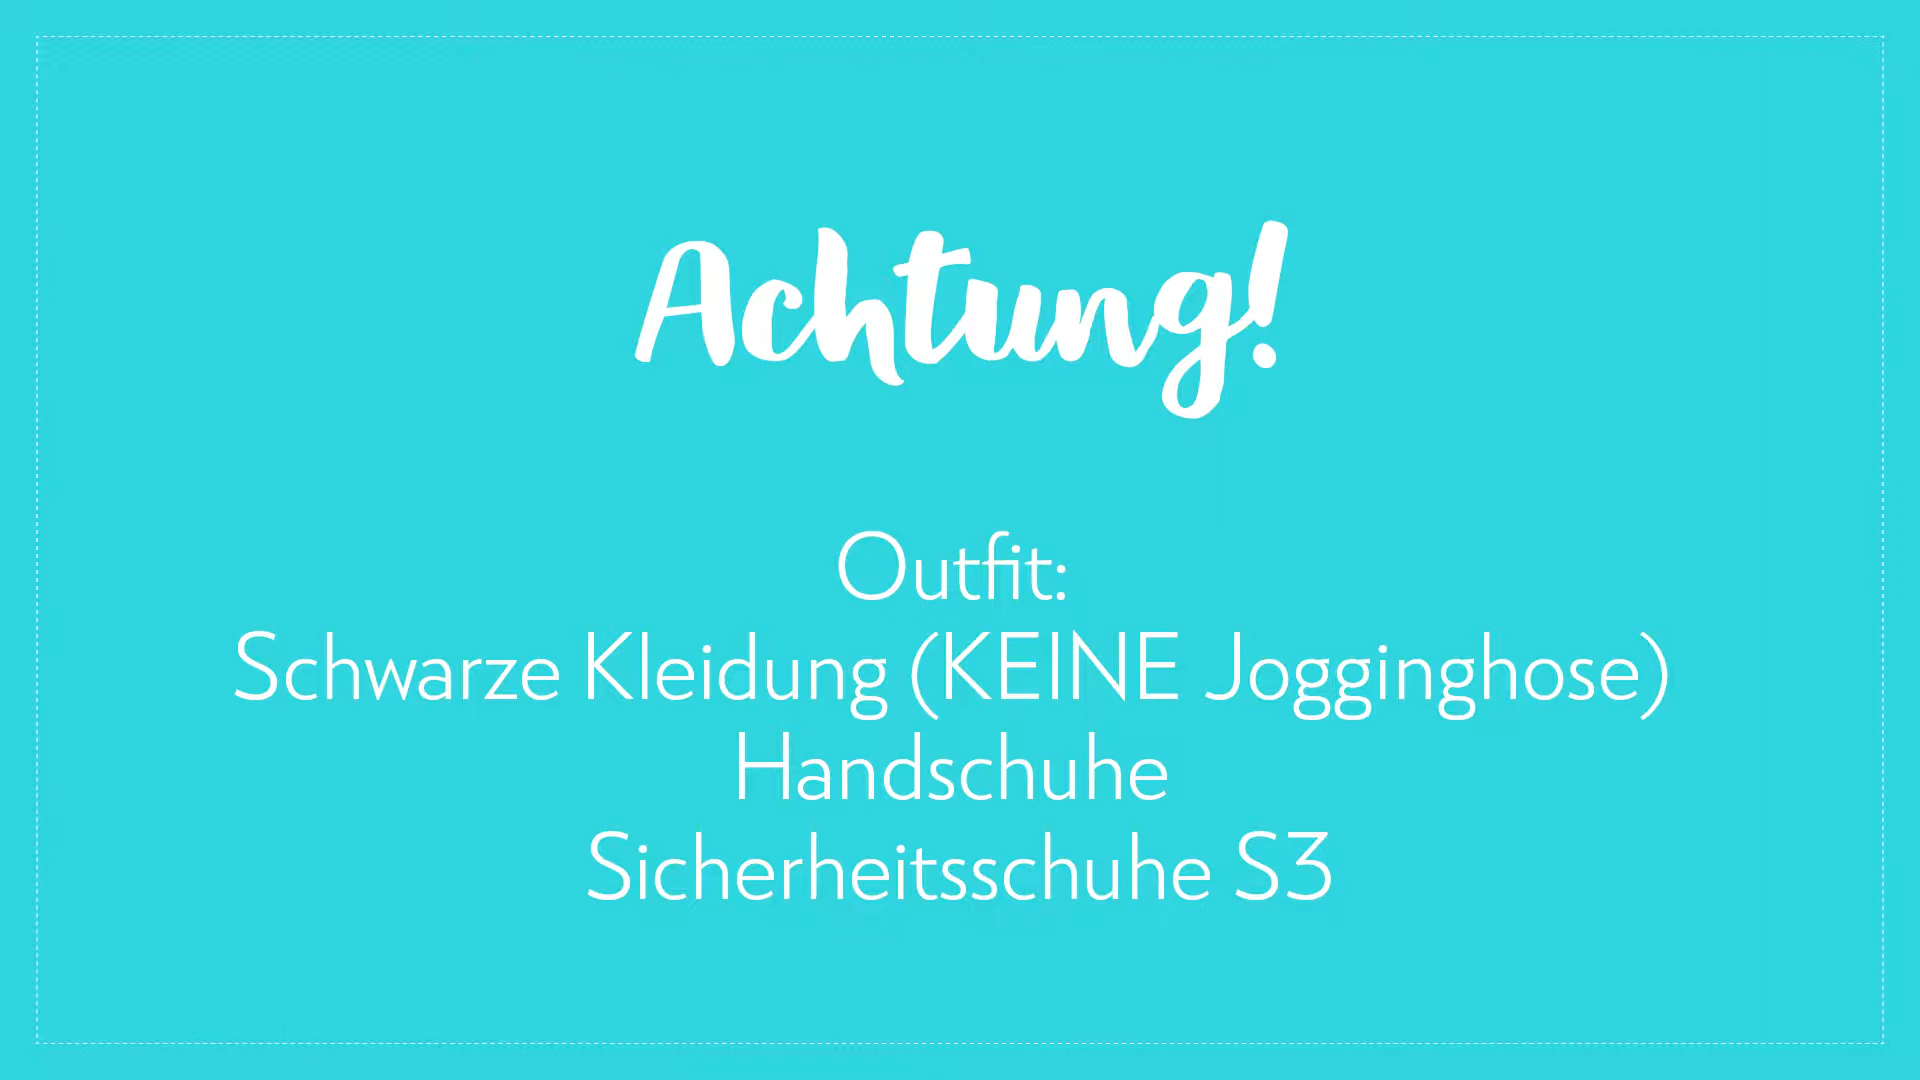 Achtung!
Outfit:
Schwarze Kleidung (KEINE Jogginghose)
Handschuhe
Sicherheitsschuhe S3